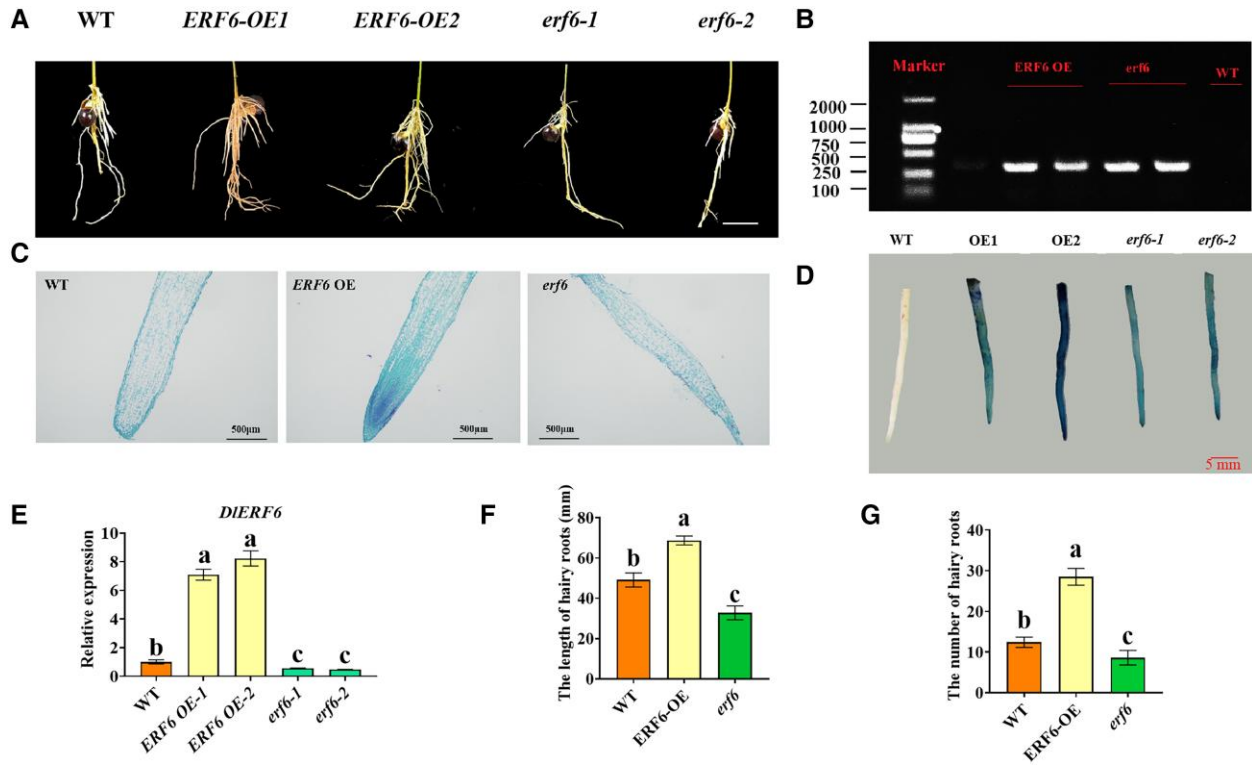 A
WT
ERF6-OE1
ERF6-OE2
erf6-1
erf6-2
B
Marker
ERF6 OE
erf6
WT
2000
1000
750
500
250
100
C
WT
500μm
ERF6 OE
500μm
erf6
500μm
D
WT
OE1
OE2
erf6-1
erf6-2
5 mm
E
DlERF6
Relative expression
10
8
6
4
2
0
b
a
a
c
c
WT
ERF6 OE-1
ERF6 OE-2
erf6-1
erf6-2
F
The length of hairy roots (mm)
80
60
40
20
0
b
a
c
WT
ERF6-OE
erf6
G
The number of hairy roots
40
30
20
10
0
b
a
c
WT
ERF6-OE
erf6